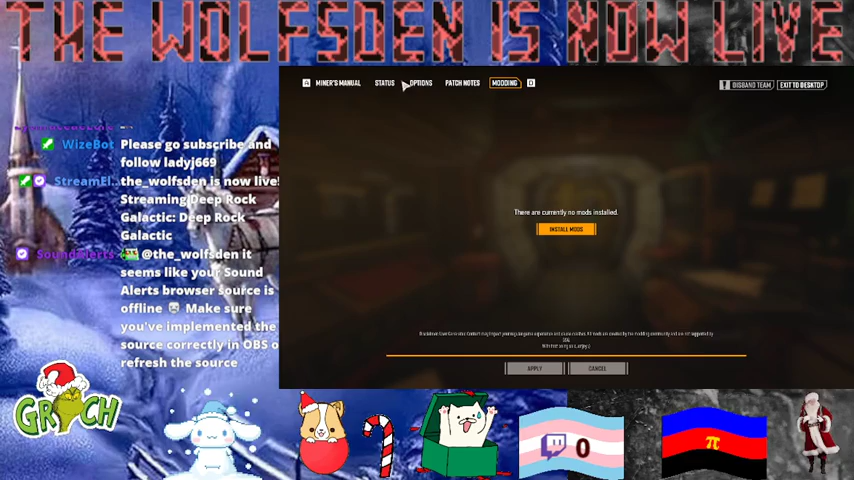 THE WOLFSDEN IS NOW LIVE
A MINER'S MANUAL STATUS OPTIONS PATCH NOTES MODDING D
DISBAND TEAM EXIT TO DESKTOP
WizeBot Please go subscribe and
follow ladyj669
StreamEl... the_wolfsden is now live!
Streaming Deep Rock
Galactic: Deep Rock
Galactic
SoundAlerts @the_wolfsden it
seems like your Sound
Alerts browser source is
offline Make sure
you've implemented the
source correctly in OBS o
refresh the source
There are currently no mods installed.
INSTALL MODS
APPLY CANCEL
GRINCH
0
π